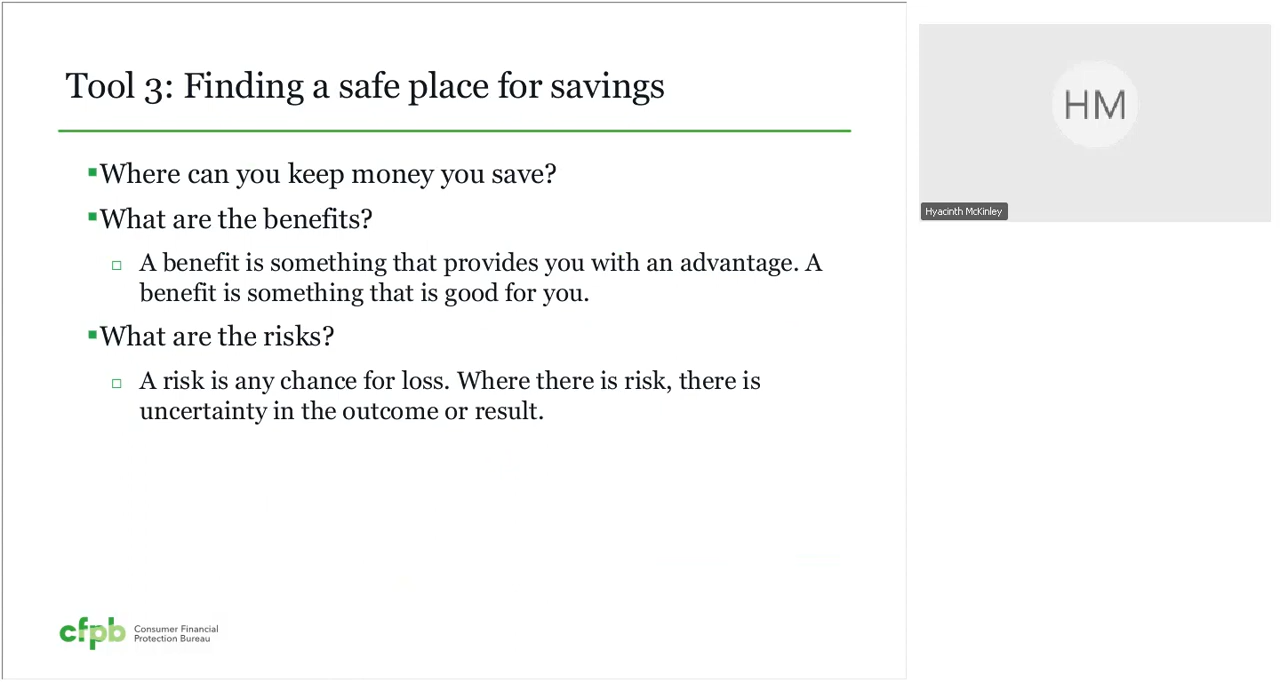 Tool 3: Finding a safe place for savings
Where can you keep money you save?
What are the benefits?
A benefit is something that provides you with an advantage. A
benefit is something that is good for you.
What are the risks?
A risk is any chance for loss. Where there is risk, there is
uncertainty in the outcome or result.
cfpb
Consumer Financial
Protection Bureau
HM
Hyacinth McKinley